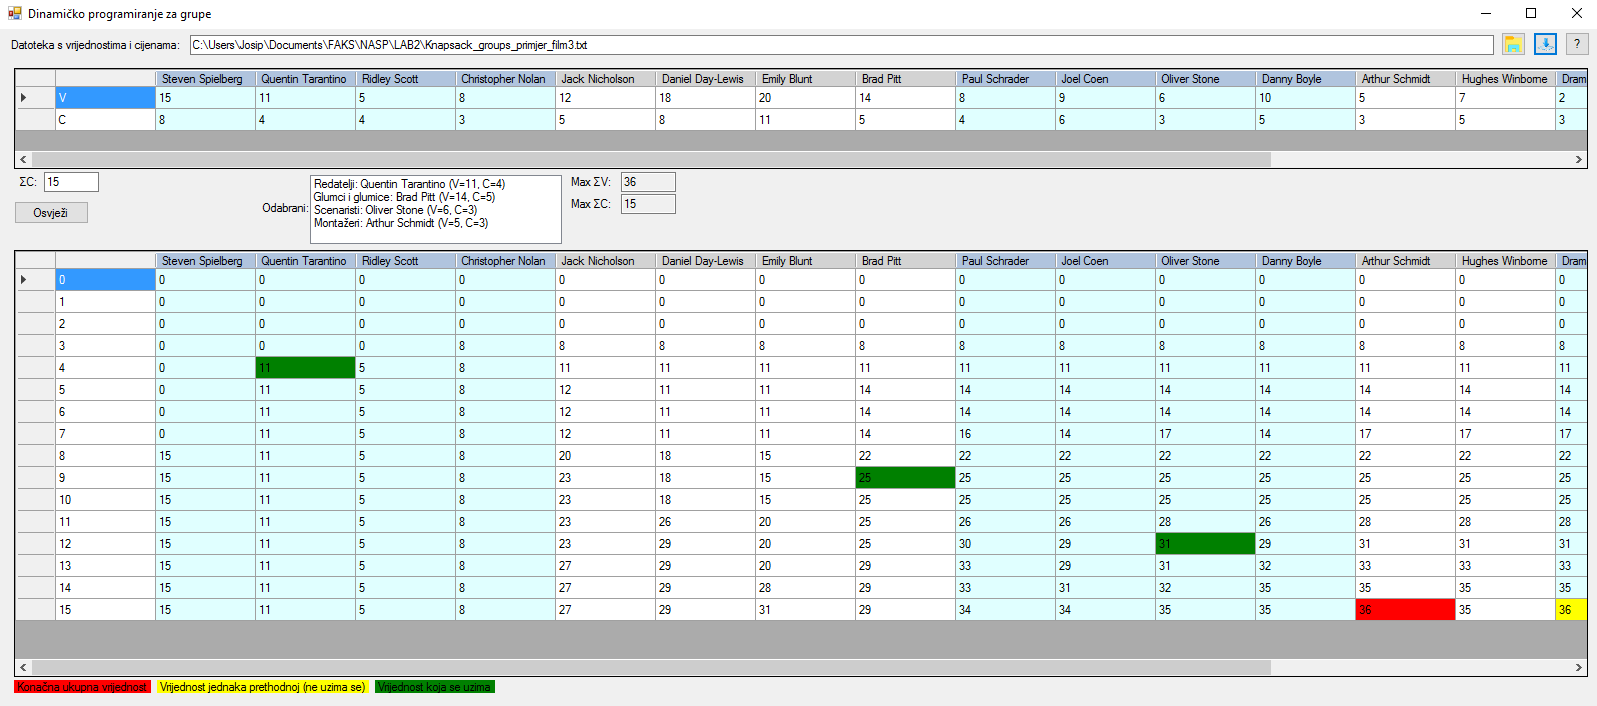 Dinamičko programiranje za grupe
Datoteka s vrijednostima i cijenama: C:\Users\Josip\Documents\FAKS\NASP\LAB2\Knapsack_groups_primjer_film3.txt ?
Steven Spielberg Quentin Tarantino Ridley Scott Christopher Nolan Jack Nicholson Daniel Day-Lewis Emily Blunt Brad Pitt Paul Schrader Joel Coen Oliver Stone Danny Boyle Arthur Schmidt Hughes Winborne Dram
V 15 11 5 8 12 18 20 14 8 9 6 10 5 7 2
C 8 4 4 3 5 8 11 5 4 6 3 5 3 5 3
ΣC: 15
Osvježi
Odabrani:
Redatelji: Quentin Tarantino (V=11, C=4)
Glumci i glumice: Brad Pitt (V=14, C=5)
Scenaristi: Oliver Stone (V=6, C=3)
Montažeri: Arthur Schmidt (V=5, C=3)
Max ΣV: 36
Max ΣC: 15
Steven Spielberg Quentin Tarantino Ridley Scott Christopher Nolan Jack Nicholson Daniel Day-Lewis Emily Blunt Brad Pitt Paul Schrader Joel Coen Oliver Stone Danny Boyle Arthur Schmidt Hughes Winborne Dram
0 0 0 0 0 0 0 0 0 0 0 0 0 0 0 0
1 0 0 0 0 0 0 0 0 0 0 0 0 0 0 0
2 0 0 0 0 0 0 0 0 0 0 0 0 0 0 0
3 0 0 0 8 8 8 8 8 8 8 8 8 8 8 8
4 0 11 5 8 11 11 11 11 11 11 11 11 11 11 11
5 0 11 5 8 12 11 11 14 14 14 14 14 14 14 14
6 0 11 5 8 12 11 11 14 14 14 14 14 14 14 14
7 0 11 5 8 12 11 11 14 16 14 17 14 17 17 17
8 15 11 5 8 20 18 15 22 22 22 22 22 22 22 22
9 15 11 5 8 23 18 15 25 25 25 25 25 25 25 25
10 15 11 5 8 23 18 15 25 25 25 25 25 25 25 25
11 15 11 5 8 23 26 20 25 26 26 28 26 28 28 28
12 15 11 5 8 23 29 20 25 30 29 31 29 31 31 31
13 15 11 5 8 27 29 20 29 33 29 31 32 33 33 33
14 15 11 5 8 27 29 28 29 33 31 32 35 35 35 35
15 15 11 5 8 27 29 31 29 34 34 35 35 36 35 36
Konačna ukupna vrijednost Vrijednost jednaka prethodnoj (ne uzima se) Vrijednost koja se uzima